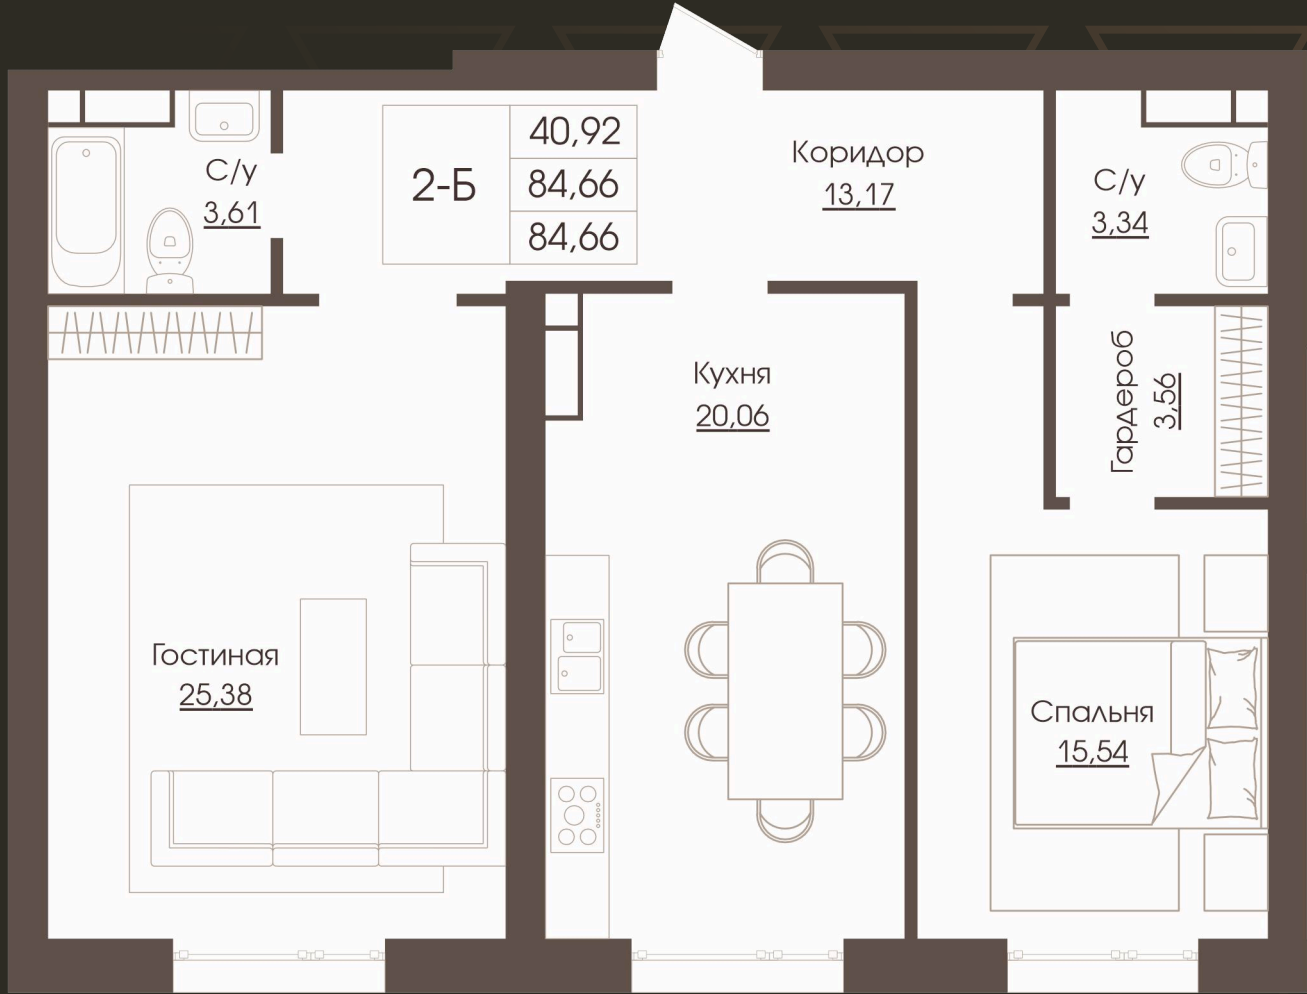 2-Б
40,92
84,66
84,66
Коридор
13,17
С/у
3,61
С/у
3,34
Кухня
20,06
Гардероб
3,56
Гостиная
25,38
Спальня
15,54